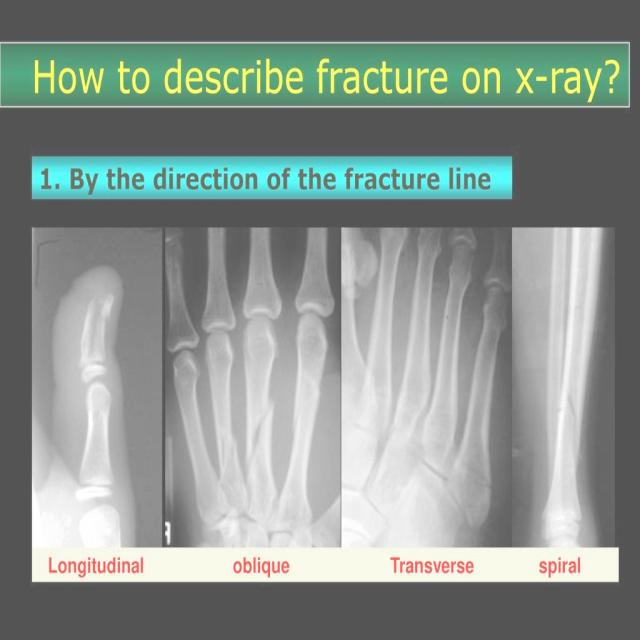 How to describe fracture on x-ray?
1. By the direction of the fracture line
Longitudinal oblique Transverse spiral